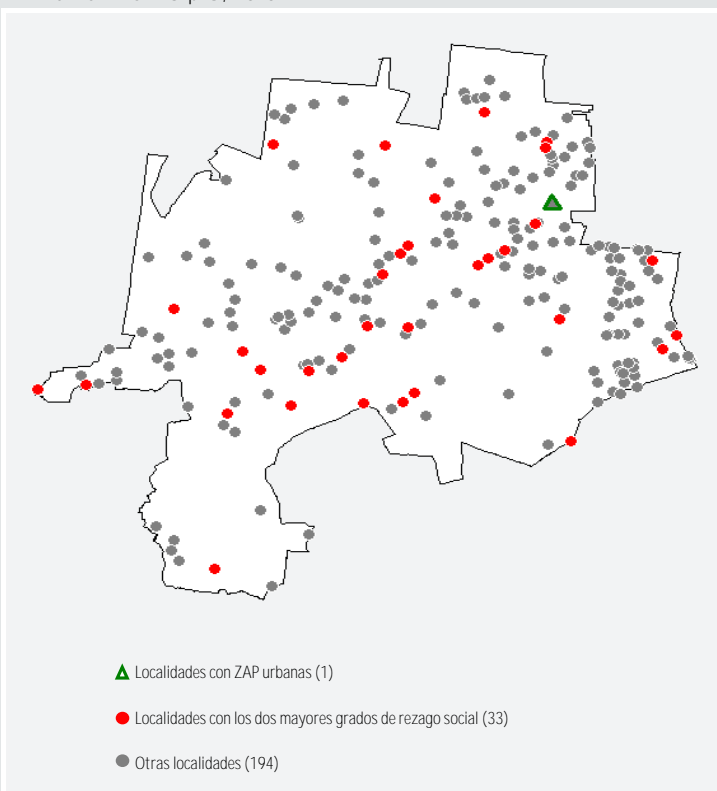 Localidades con ZAP urbanas (1)
Localidades con los dos mayores grados de rezago social (33)
Otras localidades (194)